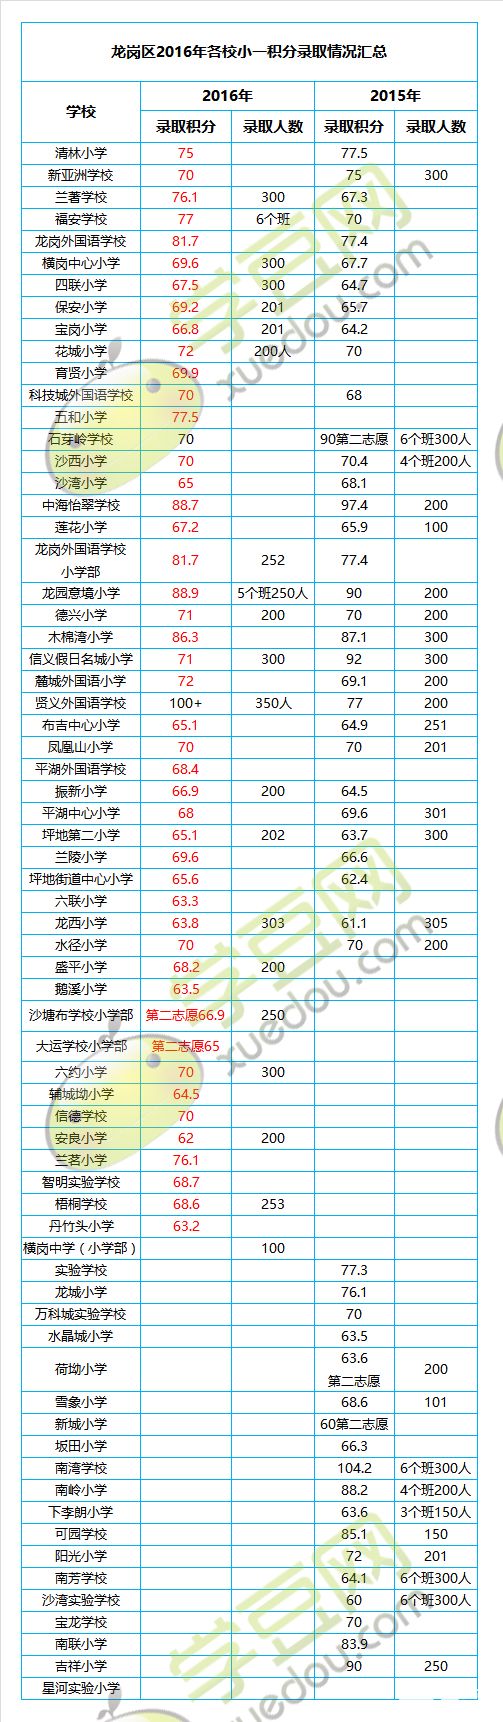 龙岗区2016年各校小一积分录取情况汇总
学校 2016年 2015年
录取积分 录取人数 录取积分 录取人数
清林小学 75 77.5
新亚洲学校 70 75 300
兰著学校 76.1 300 67.3
福安学校 77 6个班 70
龙岗外国语学校 81.7 77.4
横岗中心小学 69.6 300 67.7
四联小学 67.5 300 64.7
保安小学 69.2 201 65.7
宝岗小学 66.8 201 64.2
花城小学 72 200人 70
育贤小学 69.9
科技城外国语学校 70 68
五和小学 77.5
石芽岭学校 70 90第二志愿 6个班300人
沙西小学 70 70.4 4个班200人
沙湾小学 65 68.1
中海怡翠学校 88.7 97.4 200
莲花小学 67.2 65.9 100
龙岗外国语学校
小学部 81.7 252 77.4
龙园意境小学 88.9 5个班250人 90 200
德兴小学 71 200 70 200
木棉湾小学 86.3 87.1 300
信义假日名城小学 71 300 92 300
麓城外国语小学 72 69.1 200
贤义外国语学校 100+ 350人 77 200
布吉中心小学 65.1 64.9 251
凤凰山小学 70 70 201
平湖外国语学校 68.4
振新小学 66.9 200 64.5
平湖中心小学 68 69.6 301
坪地第二小学 65.1 202 63.7 300
兰陵小学 69.6 66.6
坪地街道中心小学 65.6 62.4
六联小学 63.3
龙西小学 63.8 303 61.1 305
水径小学 70 70 200
盛平小学 68.2 200
鹅溪小学 63.5
沙塘布学校小学部 第二志愿66.9 250
大运学校小学部 第二志愿65
六约小学 70 300
辅城坳小学 64.5
信德学校 70
安良小学 62 200
兰茗小学 76.1
智明实验学校 68.7
梧桐学校 68.6 253
丹竹头小学 63.2
横岗中学（小学部） 100
实验学校 77.3
龙城小学 76.1
万科城实验学校 70
水晶城小学 63.5
荷坳小学 63.6
第二志愿 200
雪象小学 68.6 101
新城小学 60第二志愿
坂田小学 66.3
南湾学校 104.2 6个班300人
南岭小学 88.2 4个班200人
下李朗小学 63.6 3个班150人
可园学校 85.1 150
阳光小学 72 201
南芳学校 64.1 6个班300人
沙湾实验学校 60 6个班300人
宝龙学校 70
南联小学 83.9
吉祥小学 90 250
星河实验小学
学豆网
xuedou.com
学豆网
xuedou.com
学豆网
xuedou.com